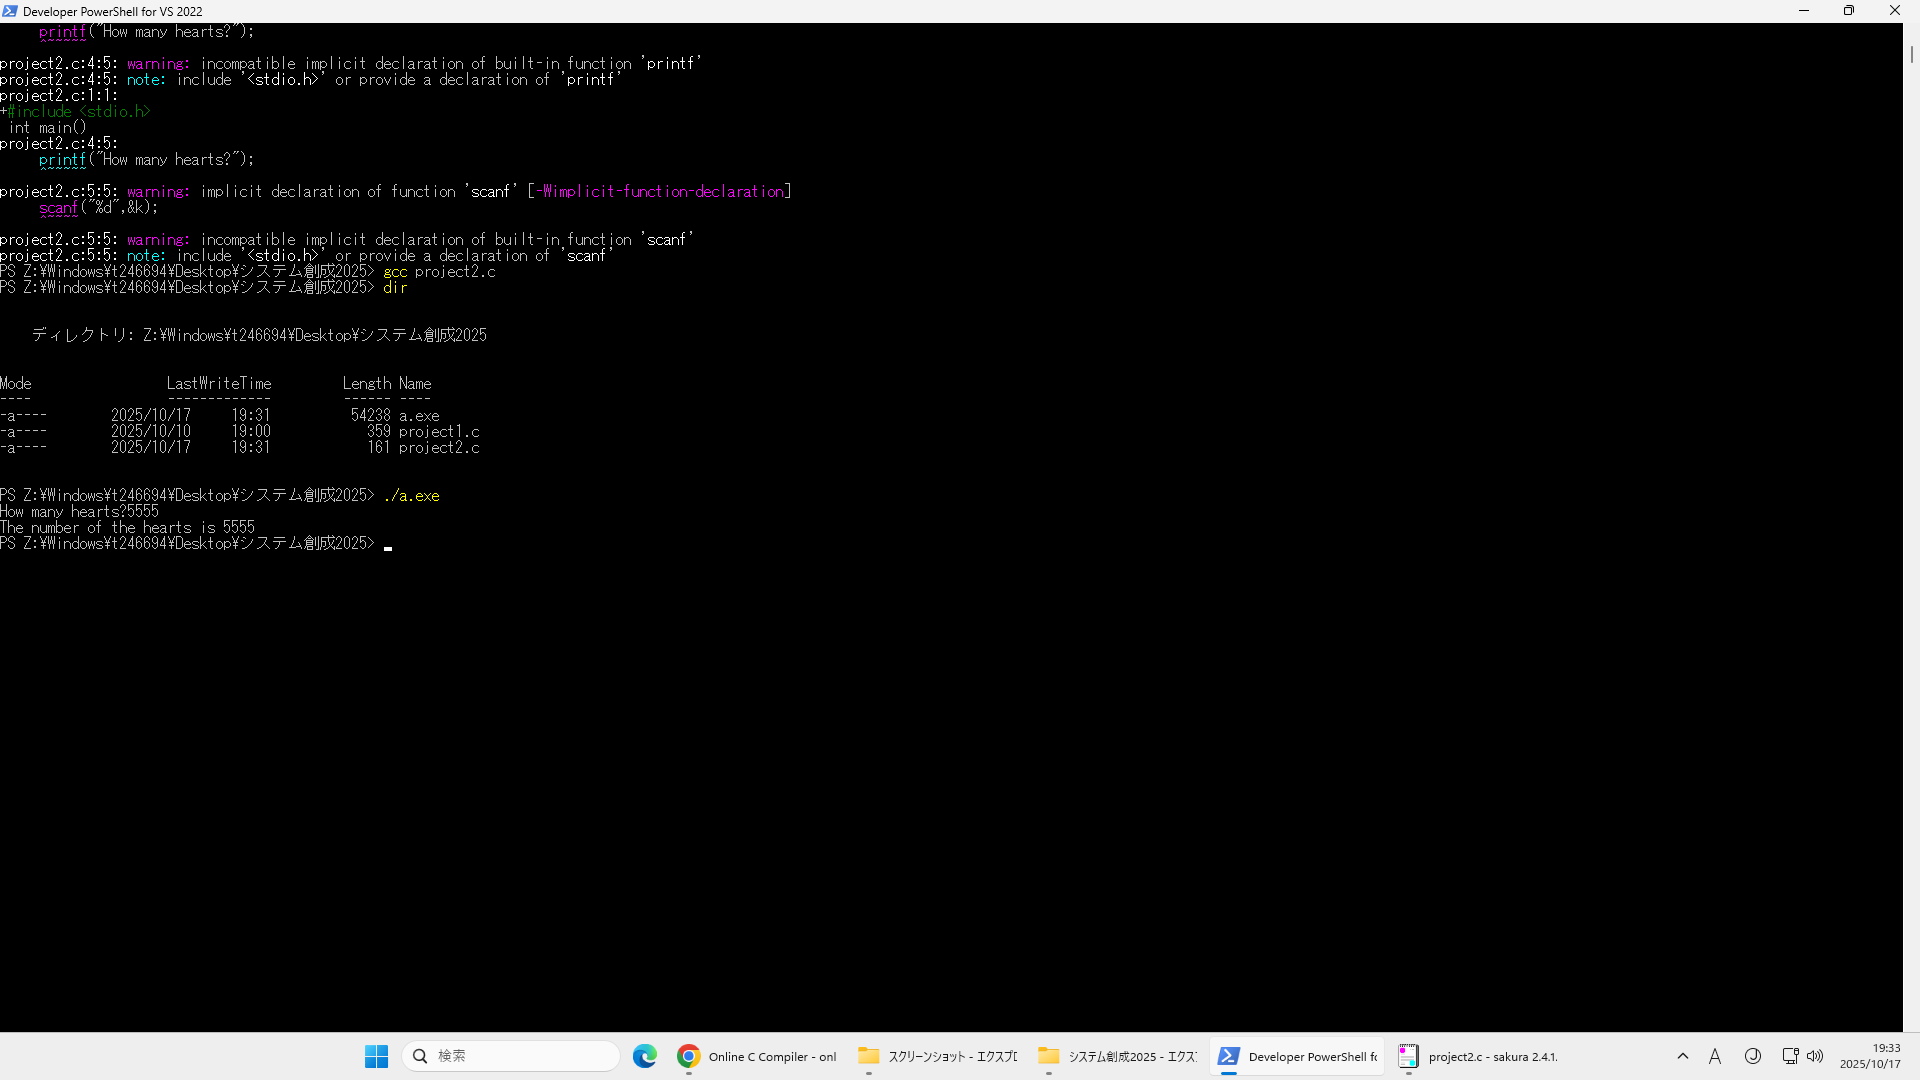 Developer PowerShell for VS 2022
printf("How many hearts?");
^~~~~~
project2.c:4:5: warning: incompatible implicit declaration of built-in function 'printf'
project2.c:4:5: note: include '<stdio.h>' or provide a declaration of 'printf'
project2.c:1:1:
+#include <stdio.h>
int main()
project2.c:4:5:
printf("How many hearts?");
^~~~~~
project2.c:5:5: warning: implicit declaration of function 'scanf' [-Wimplicit-function-declaration]
scanf("%d",&k);
^~~~~
project2.c:5:5: warning: incompatible implicit declaration of built-in function 'scanf'
project2.c:5:5: note: include '<stdio.h>' or provide a declaration of 'scanf'
PS Z:\Windows\t246694\Desktop\システム創成2025> gcc project2.c
PS Z:\Windows\t246694\Desktop\システム創成2025> dir
ディレクトリ: Z:\Windows\t246694\Desktop\システム創成2025
Mode LastWriteTime Length Name
---- ------------- ------ ----
-a---- 2025/10/17 19:31 54238 a.exe
-a---- 2025/10/10 19:00 359 project1.c
-a---- 2025/10/17 19:31 161 project2.c
PS Z:\Windows\t246694\Desktop\システム創成2025> ./a.exe
How many hearts?5555
The number of the hearts is 5555
PS Z:\Windows\t246694\Desktop\システム創成2025>
検索 Online C Compiler - onl スクリーンショット - エクスプロ システム創成2025 - エクス Developer PowerShell fo project2.c - sakura 2.4.1. A 19:33
2025/10/17